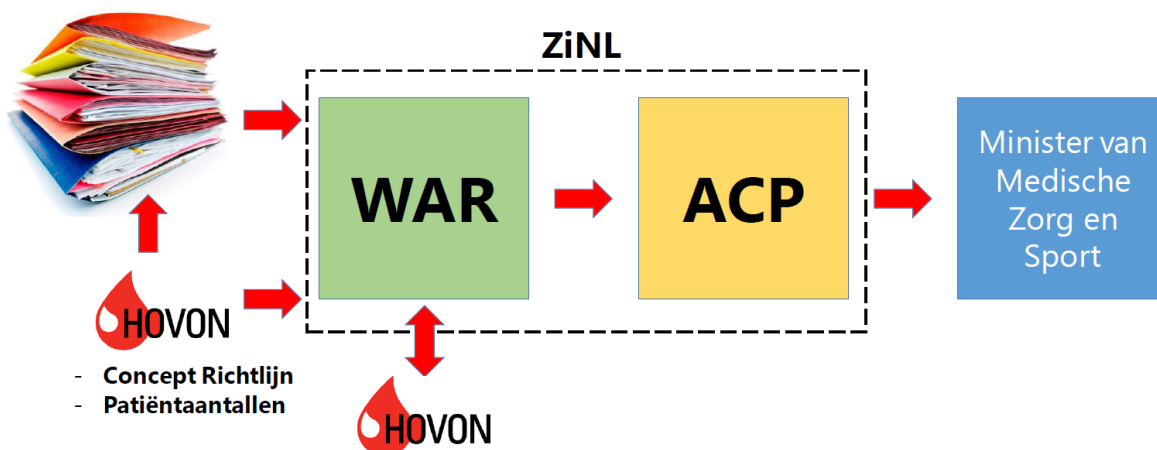 ZiNL
WAR
ACP
Minister van
Medische
Zorg en
Sport
HOVON
- Concept Richtlijn
- Patiëntaantallen
HOVON